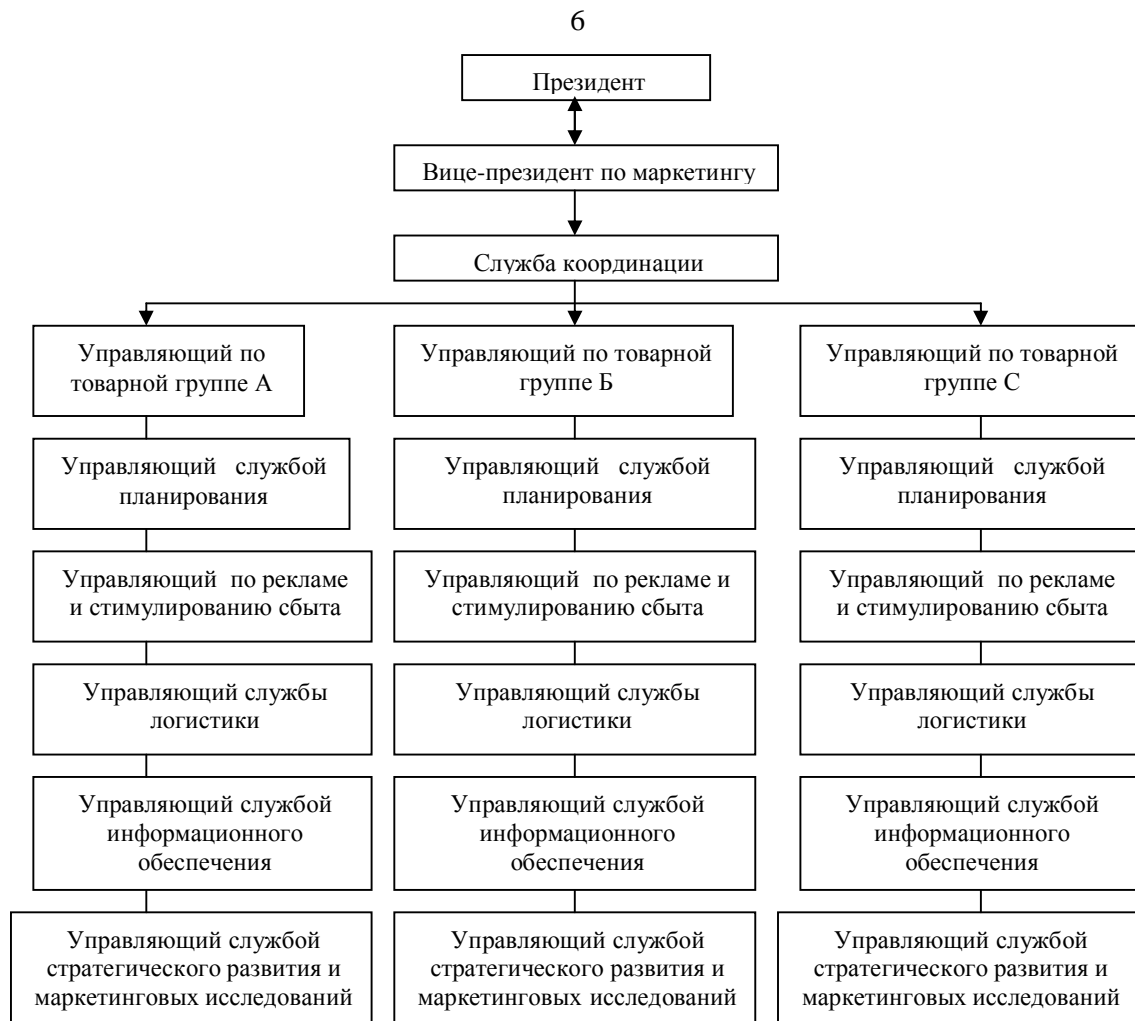 6
Президент
Вице-президент по маркетингу
Служба координации
Управляющий по
товарной группе А
Управляющий по товарной
группе Б
Управляющий по товарной
группе С
Управляющий службой
планирования
Управляющий службой
планирования
Управляющий службой
планирования
Управляющий по рекламе
и стимулированию сбыта
Управляющий по рекламе и
стимулированию сбыта
Управляющий по рекламе
и стимулированию сбыта
Управляющий службы
логистики
Управляющий службы
логистики
Управляющий службы
логистики
Управляющий службой
информационного
обеспечения
Управляющий службой
информационного
обеспечения
Управляющий службой
информационного
обеспечения
Управляющий службой
стратегического развития и
маркетинговых исследований
Управляющий службой
стратегического развития и
маркетинговых исследований
Управляющий службой
стратегического развития и
маркетинговых исследований